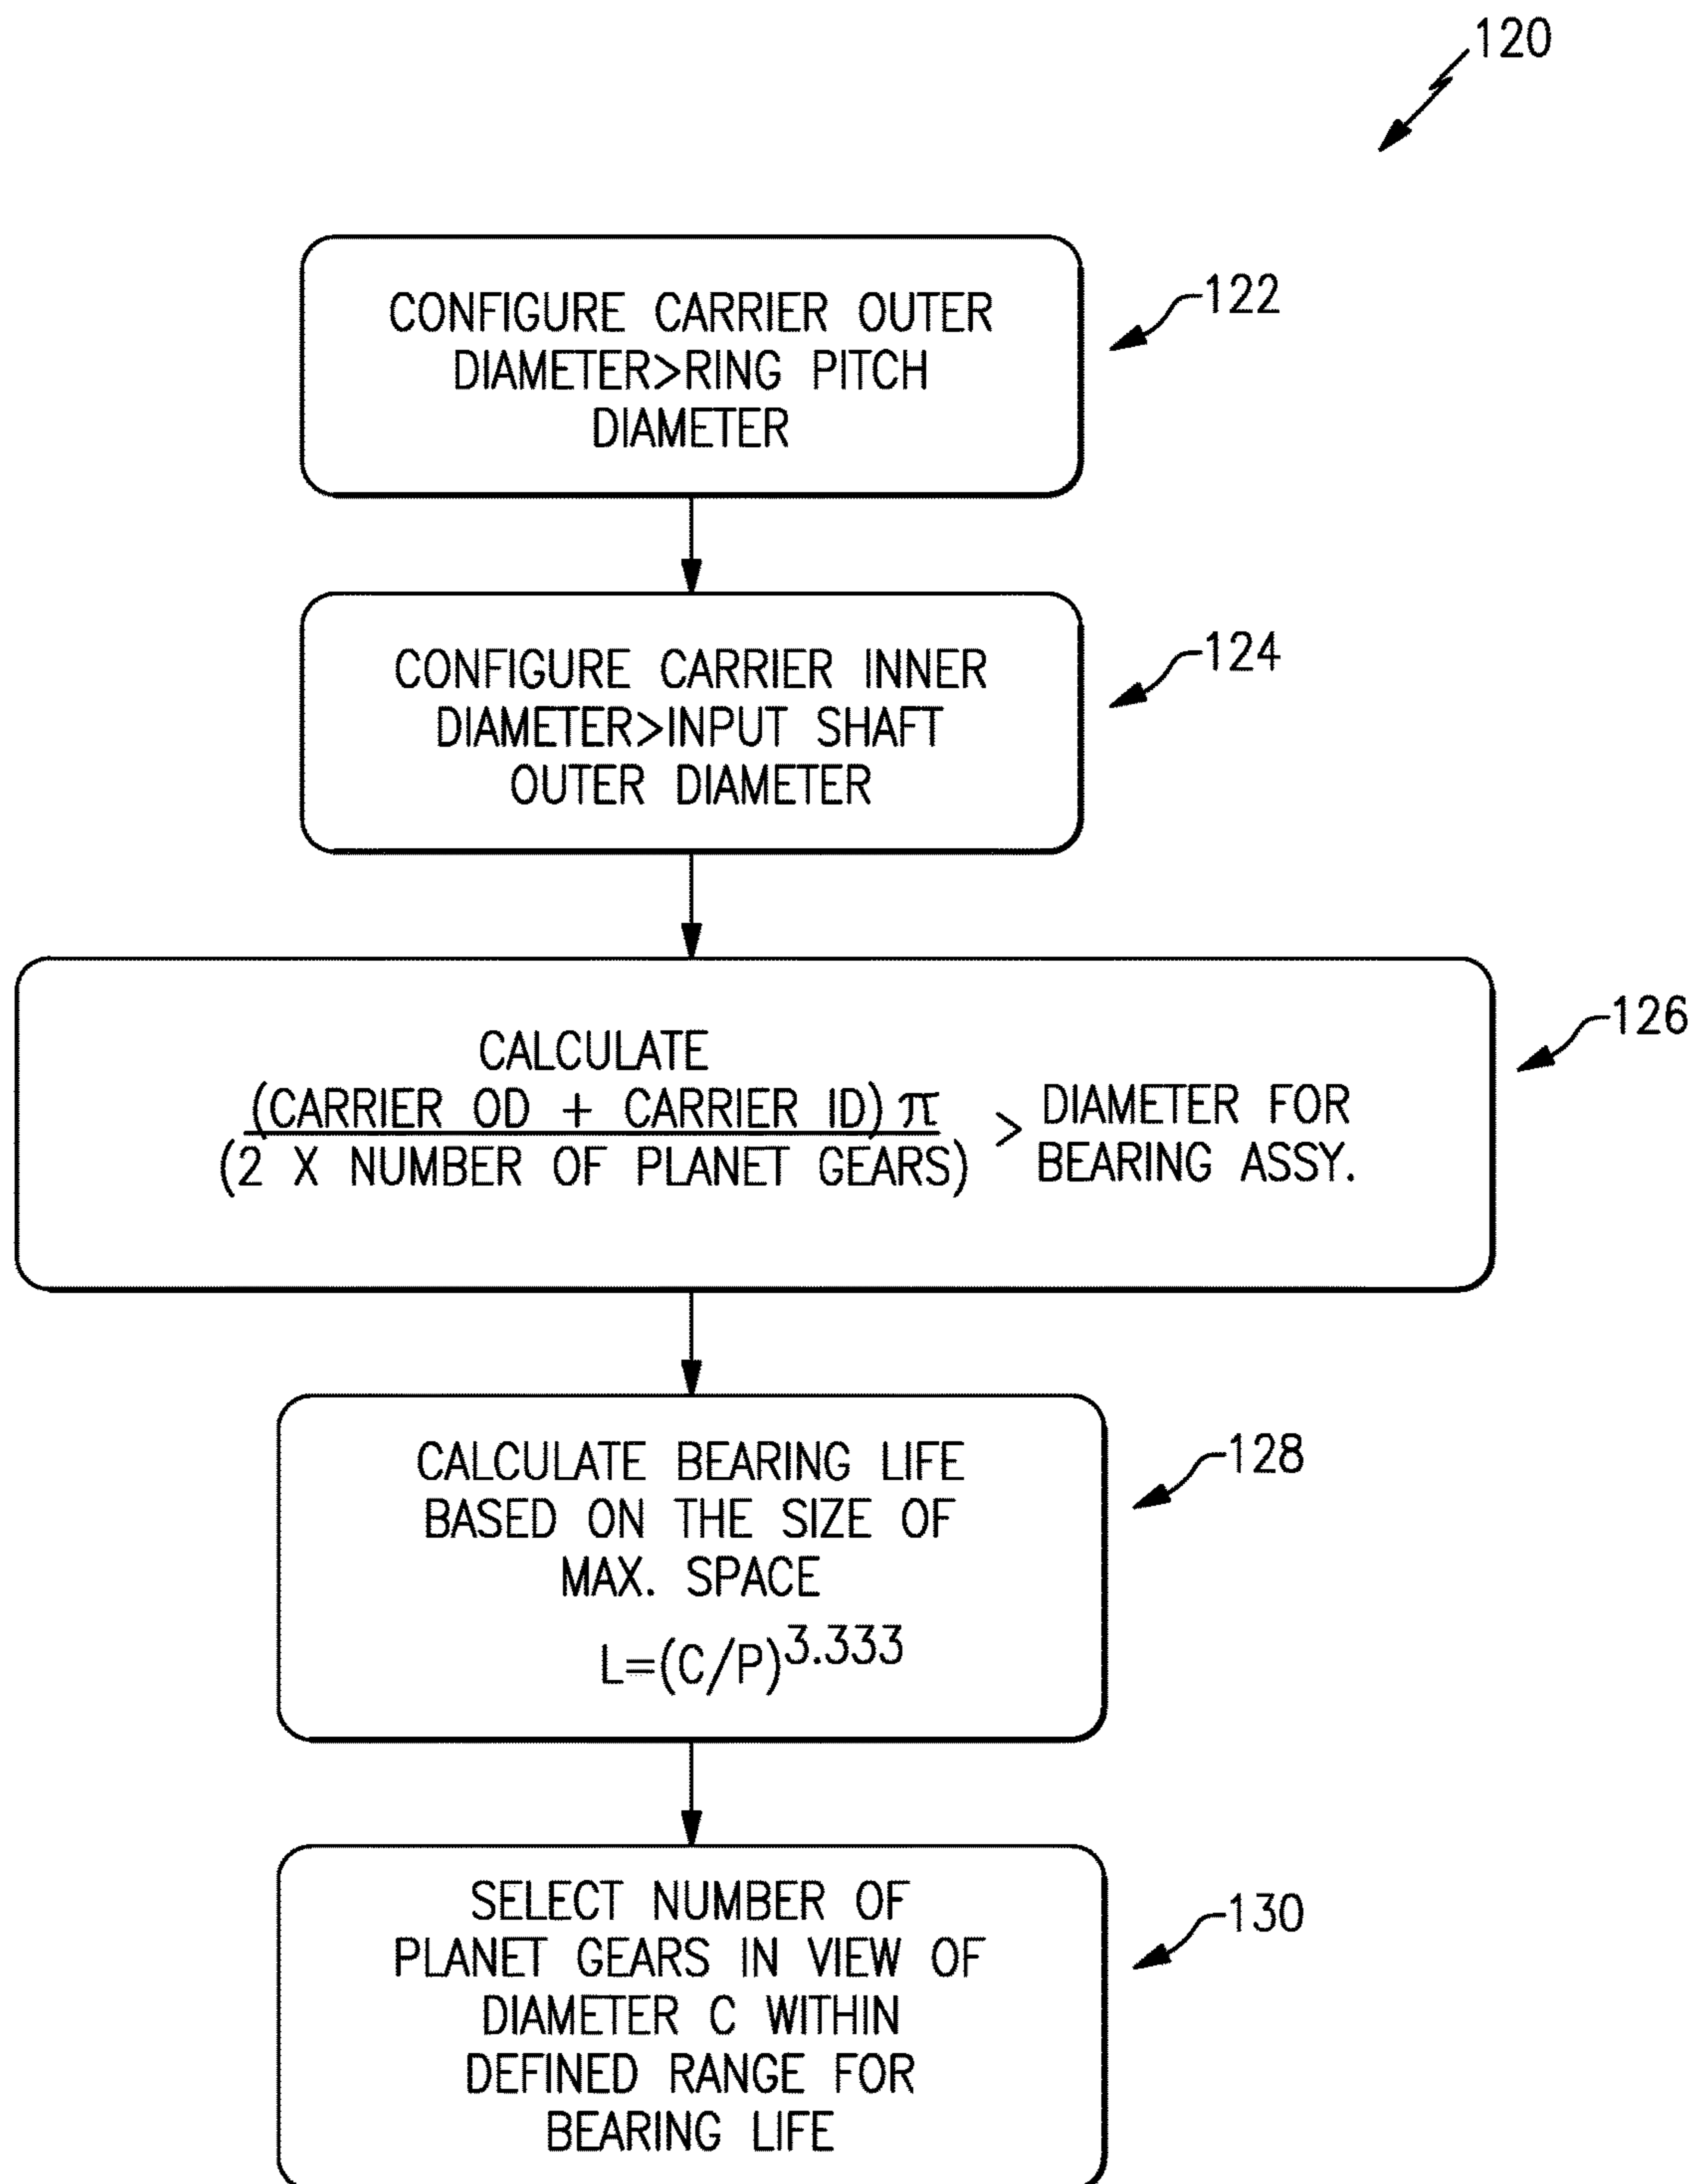 120
CONFIGURE CARRIER OUTER
DIAMETER>RING PITCH
DIAMETER
122
CONFIGURE CARRIER INNER
DIAMETER>INPUT SHAFT
OUTER DIAMETER
124
CALCULATE
(CARRIER OD + CARRIER ID) π
(2 X NUMBER OF PLANET GEARS)
>
DIAMETER FOR
BEARING ASSY.
126
CALCULATE BEARING LIFE
BASED ON THE SIZE OF
MAX. SPACE
L=(C/P)3.333
128
SELECT NUMBER OF
PLANET GEARS IN VIEW OF
DIAMETER C WITHIN
DEFINED RANGE FOR
BEARING LIFE
130